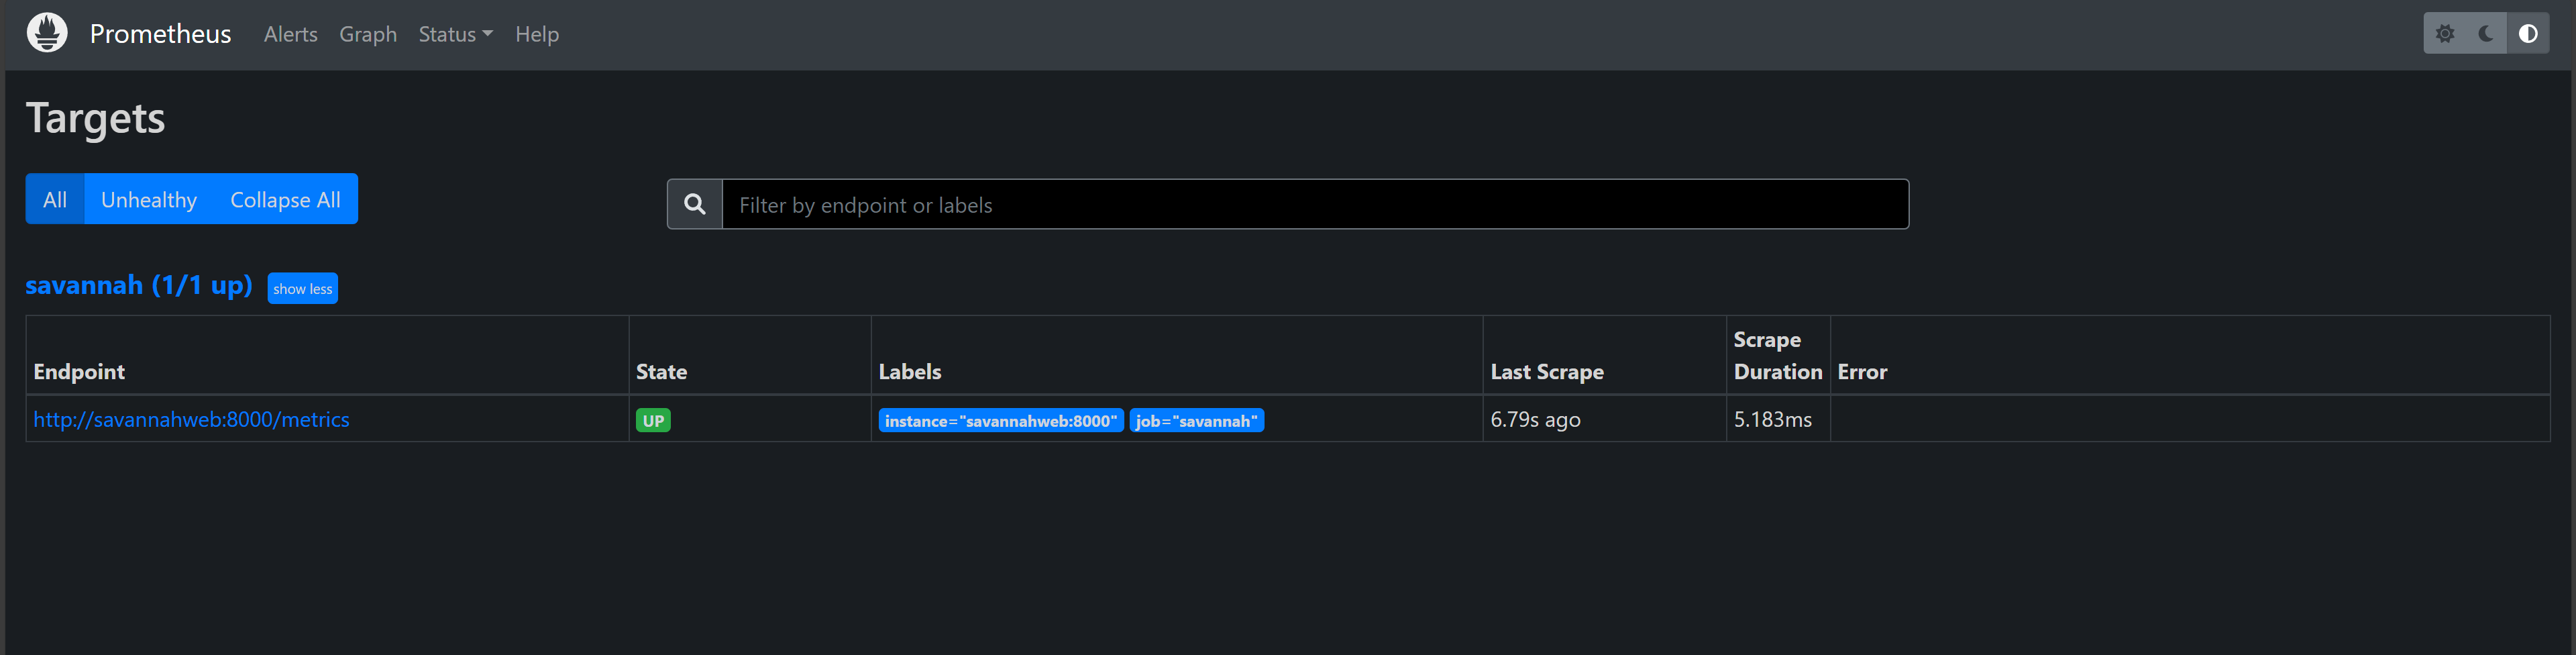 Prometheus Alerts Graph Status Help
Targets
All Unhealthy Collapse All
Filter by endpoint or labels
savannah (1/1 up) show less
Endpoint State Labels Last Scrape Scrape Duration Error
http://savannahweb:8000/metrics UP instance="savannahweb:8000" job="savannah" 6.79s ago 5.183ms